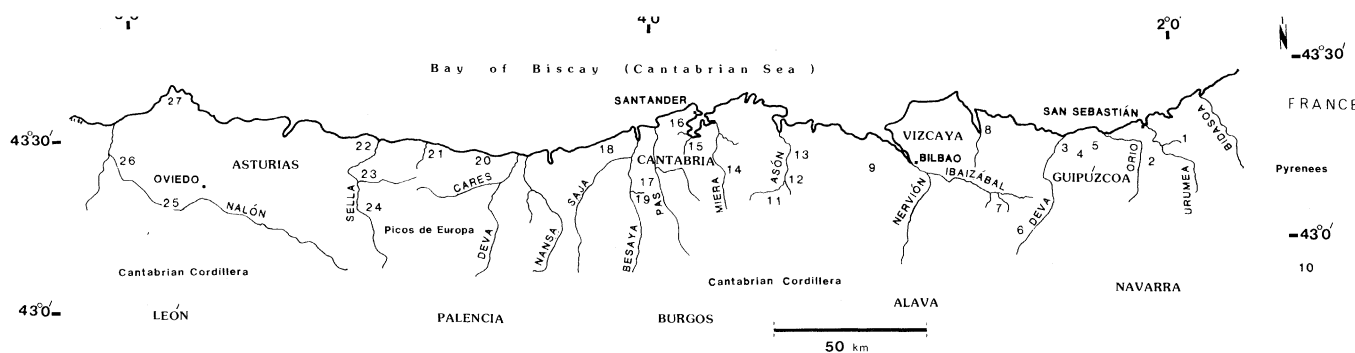 4°0'
2°0'
N
43°30'
Bay of Biscay (Cantabrian Sea)
27
SANTANDER
SAN SEBASTIÁN
FRANCE
43°30'
16
VIZCAYA
8
BIDASOA
22
21
20
18
15
CANTABRIA
13
3
4
5
ORIO
1
2
26
ASTURIAS
BILBAO
9
IBAIZÁBAL
GUIPÚZCOA
Pyrenees
OVIEDO
23
CARES
SAJA
17
14
ASÓN
12
URUMEA
25
NALÓN
SELLA
24
19
PAS
MIERA
11
NERVIÓN
7
DEVA
6
Picos de Europa
DEVA
NANSA
BESAYA
43°0'
10
Cantabrian Cordillera
Cantabrian Cordillera
NAVARRA
43°0'
LEÓN
PALENCIA
BURGOS
ALAVA
50 km